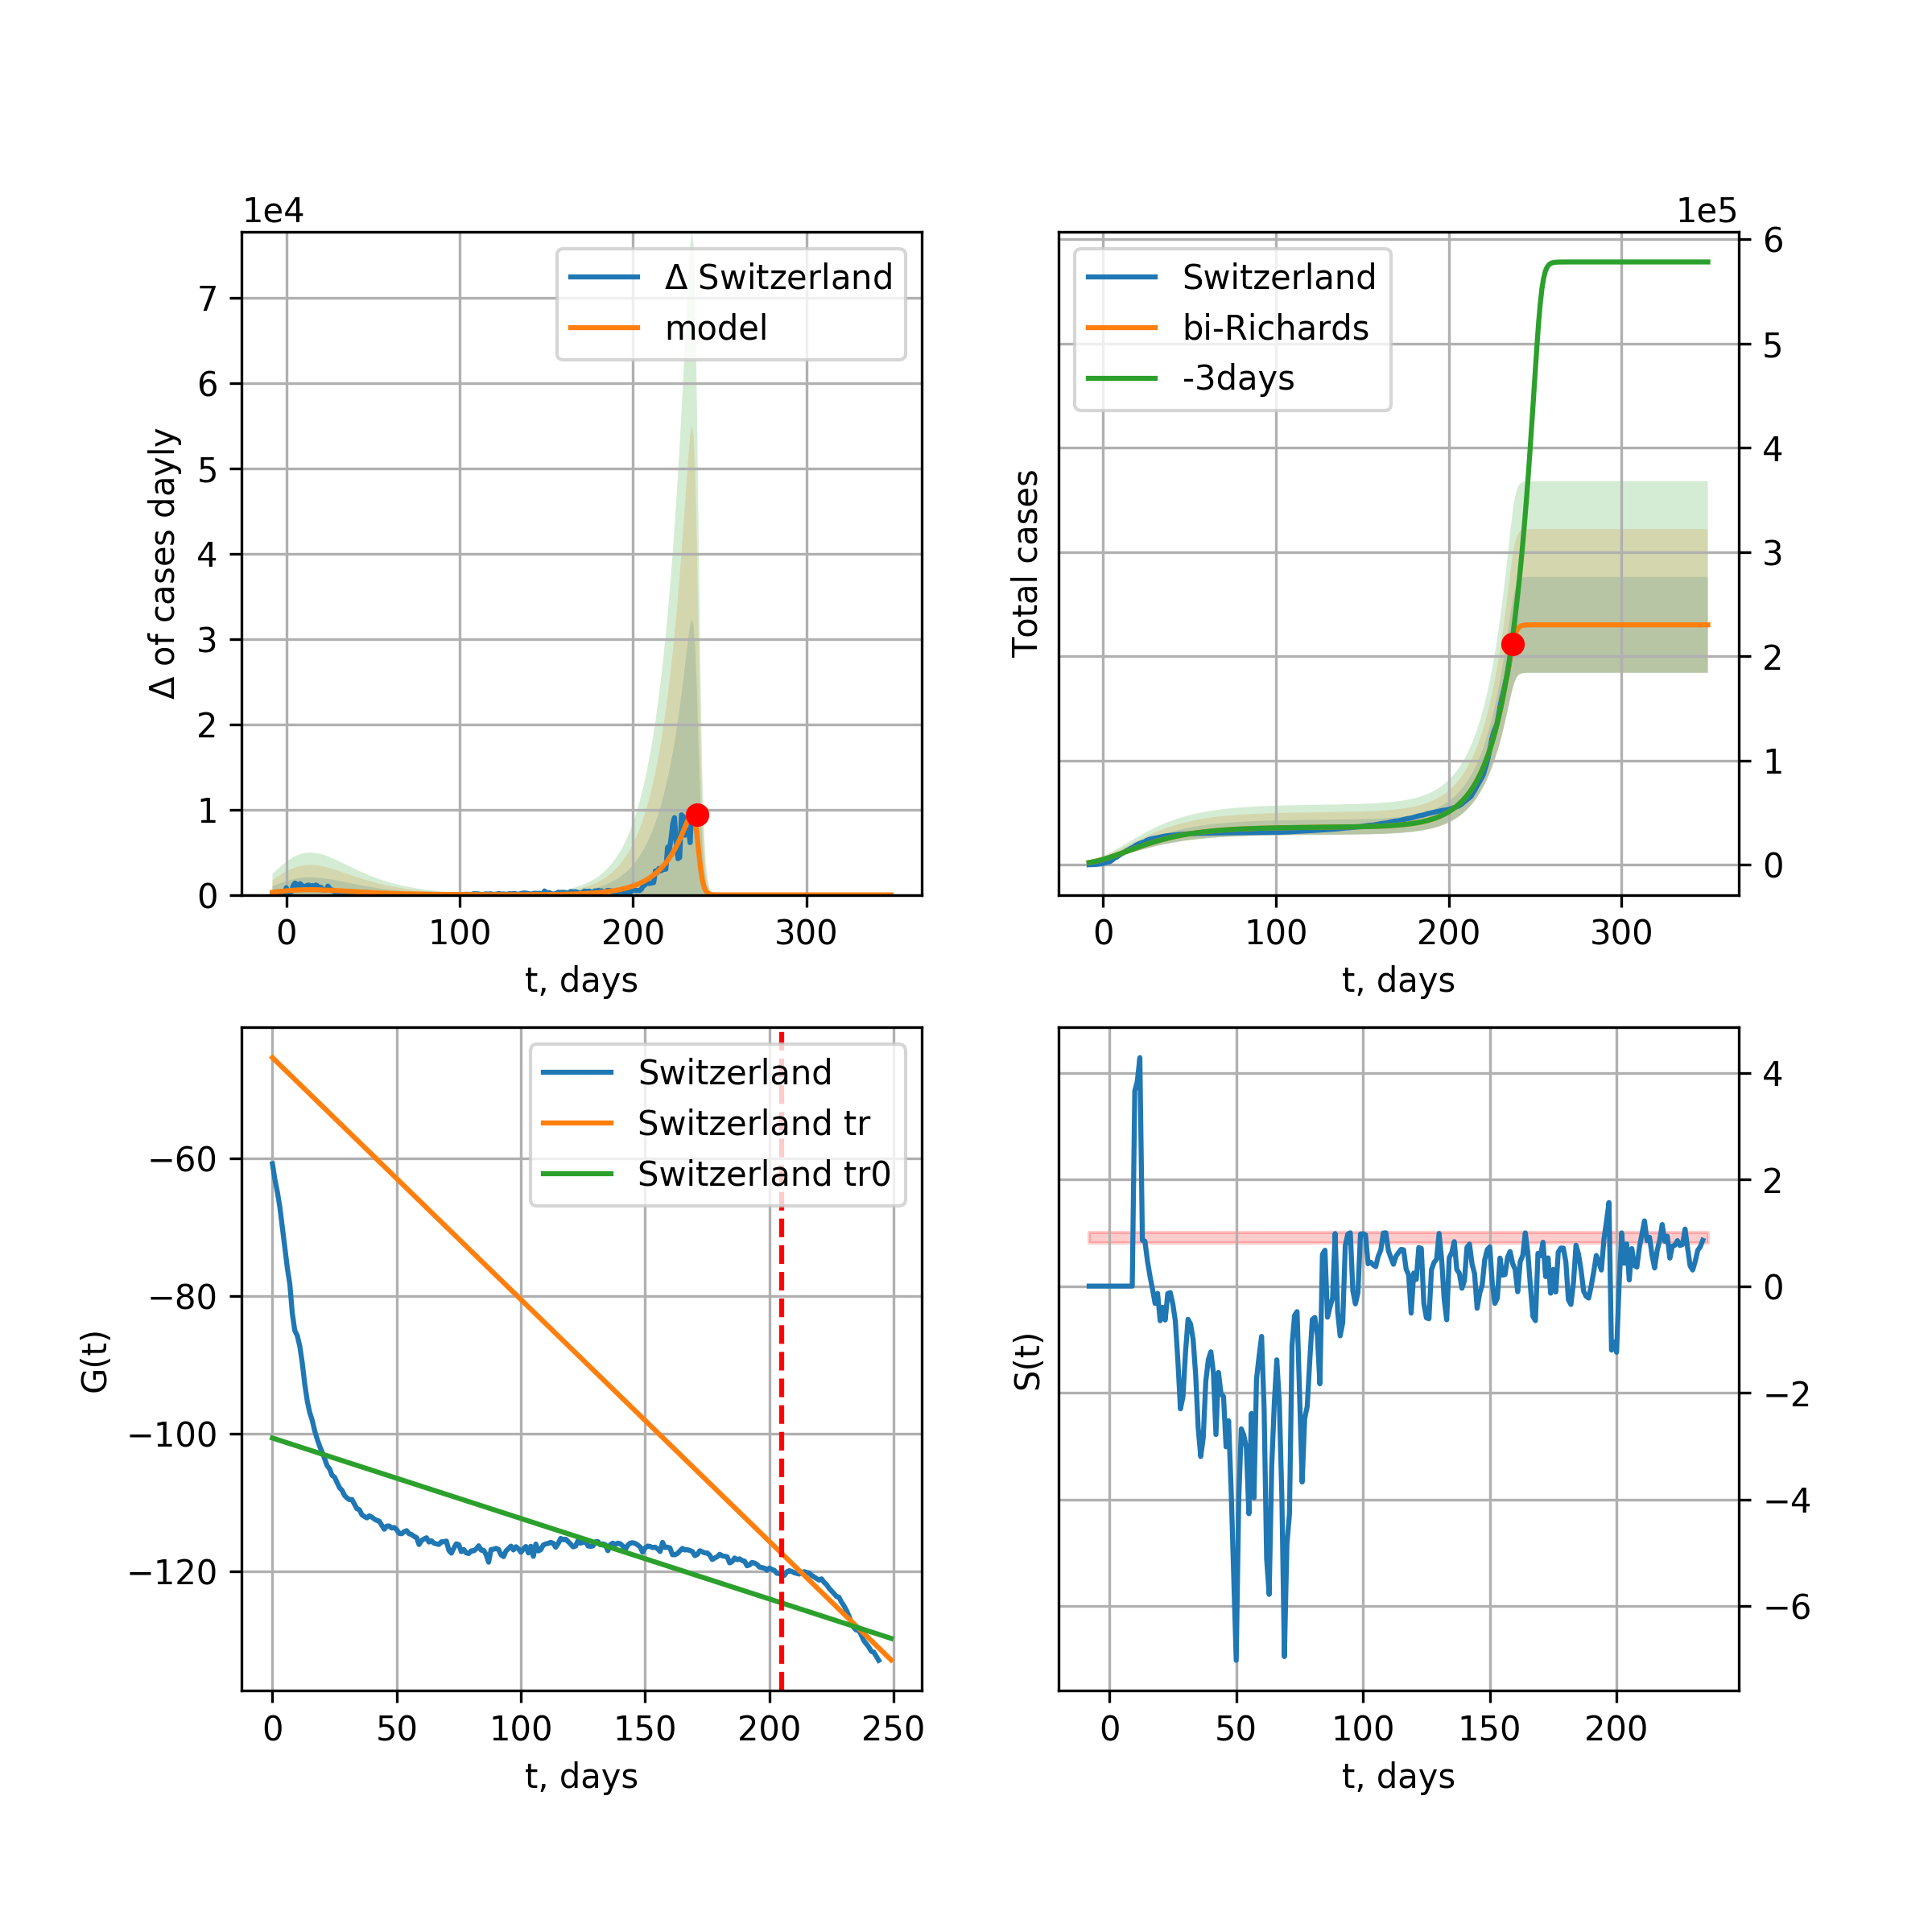 1e4
7
6
5
4
3
2
1
0
0 100 200 300
Δ of cases dayly
t, days
Δ Switzerland
model
1e5
6
5
4
3
2
1
0
0 100 200 300
Total cases
t, days
Switzerland
bi-Richards
-3days
−60
−80
−100
−120
0 50 100 150 200 250
G(t)
t, days
Switzerland
Switzerland tr
Switzerland tr0
4
2
0
−2
−4
−6
0 50 100 150 200
S(t)
t, days